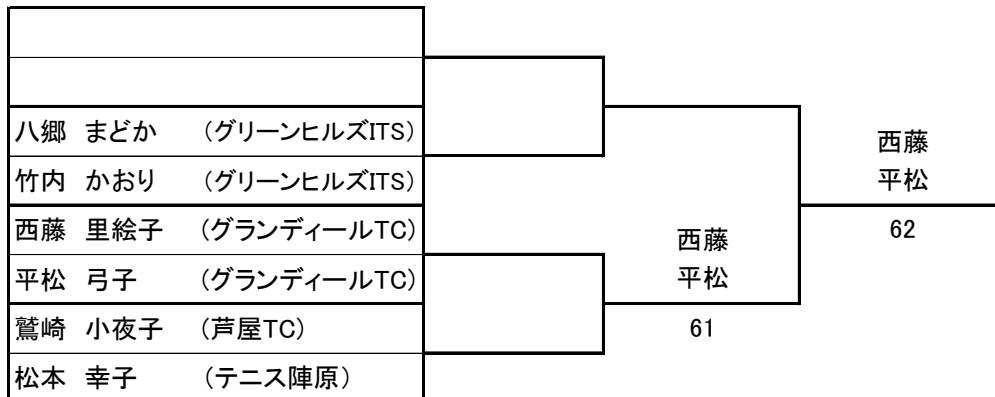 八郷 まどか （グリーンヒルズITS）
竹内 かおり （グリーンヒルズITS）
西藤 里絵子 （グランディールTC）
平松 弓子 （グランディールTC）
鷲崎 小夜子 （芦屋TC）
松本 幸子 （テニス陣原）
西藤
平松
61
西藤
平松
62